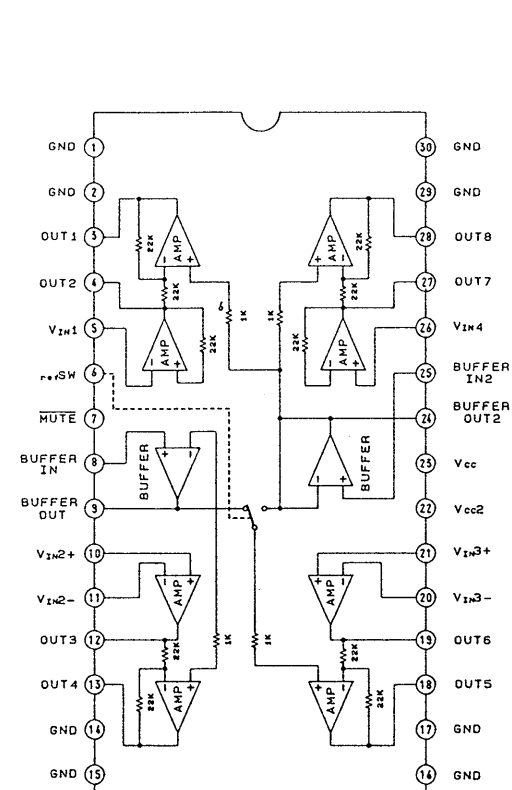 GND 1
GND 2
OUT1 3
OUT2 4
VIN1 5
refSW 6
MUTE 7
BUFFER IN 8
BUFFER OUT 9
VIN2+ 10
VIN2- 11
OUT3 12
OUT4 13
GND 14
GND 15
30 GND
29 GND
28 OUT8
27 OUT7
26 VIN4
25 BUFFER IN2
24 BUFFER OUT2
23 Vcc
22 Vcc2
21 VIN3+
20 VIN3-
19 OUT6
18 OUT5
17 GND
16 GND
22K
AMP
- +
22K
1K
AMP
- +
22K
AMP
+ -
22K
22K
1K
AMP
- +
22K
BUFFER
+ -
BUFFER
- +
AMP
- +
22K
1K
AMP
- +
22K
1K
AMP
+ -
22K
AMP
+ -
22K